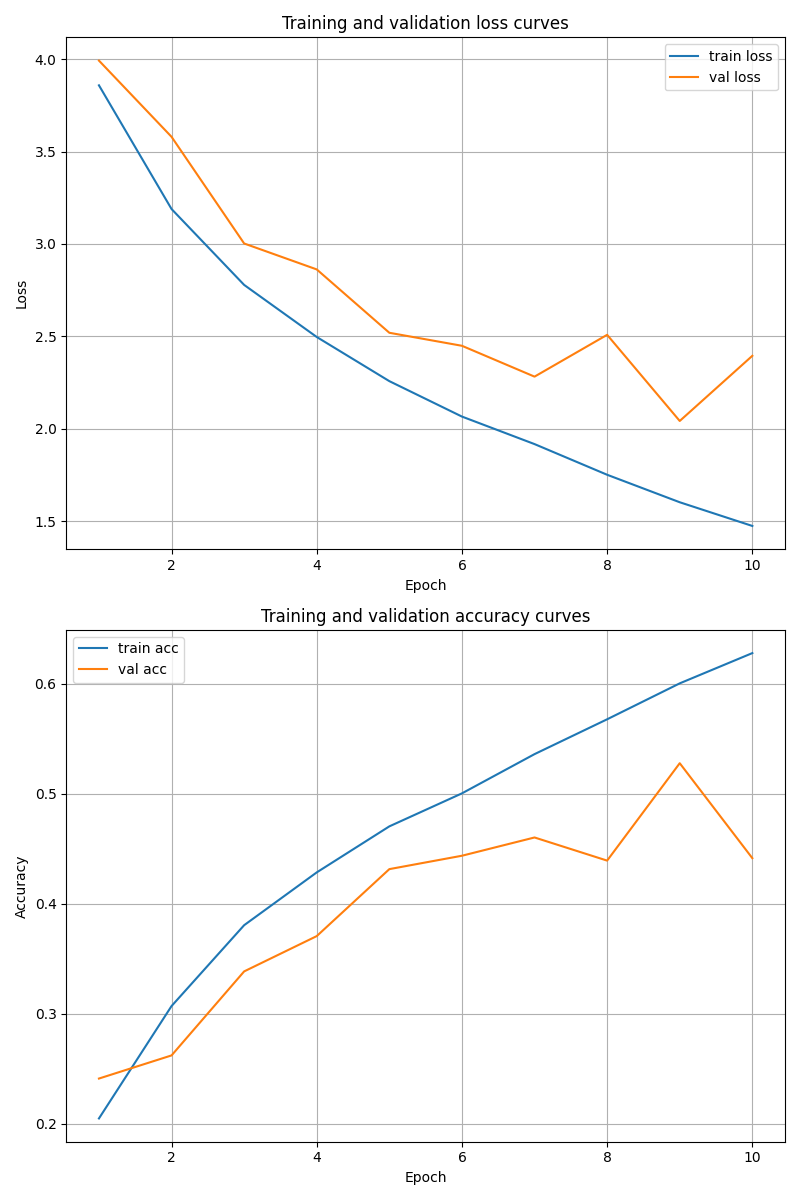 Training and validation loss curves
train loss
val loss
4.0
3.5
3.0
2.5
2.0
1.5
Loss
2 4 6 8 10
Epoch
Training and validation accuracy curves
train acc
val acc
0.6
0.5
0.4
0.3
0.2
Accuracy
2 4 6 8 10
Epoch